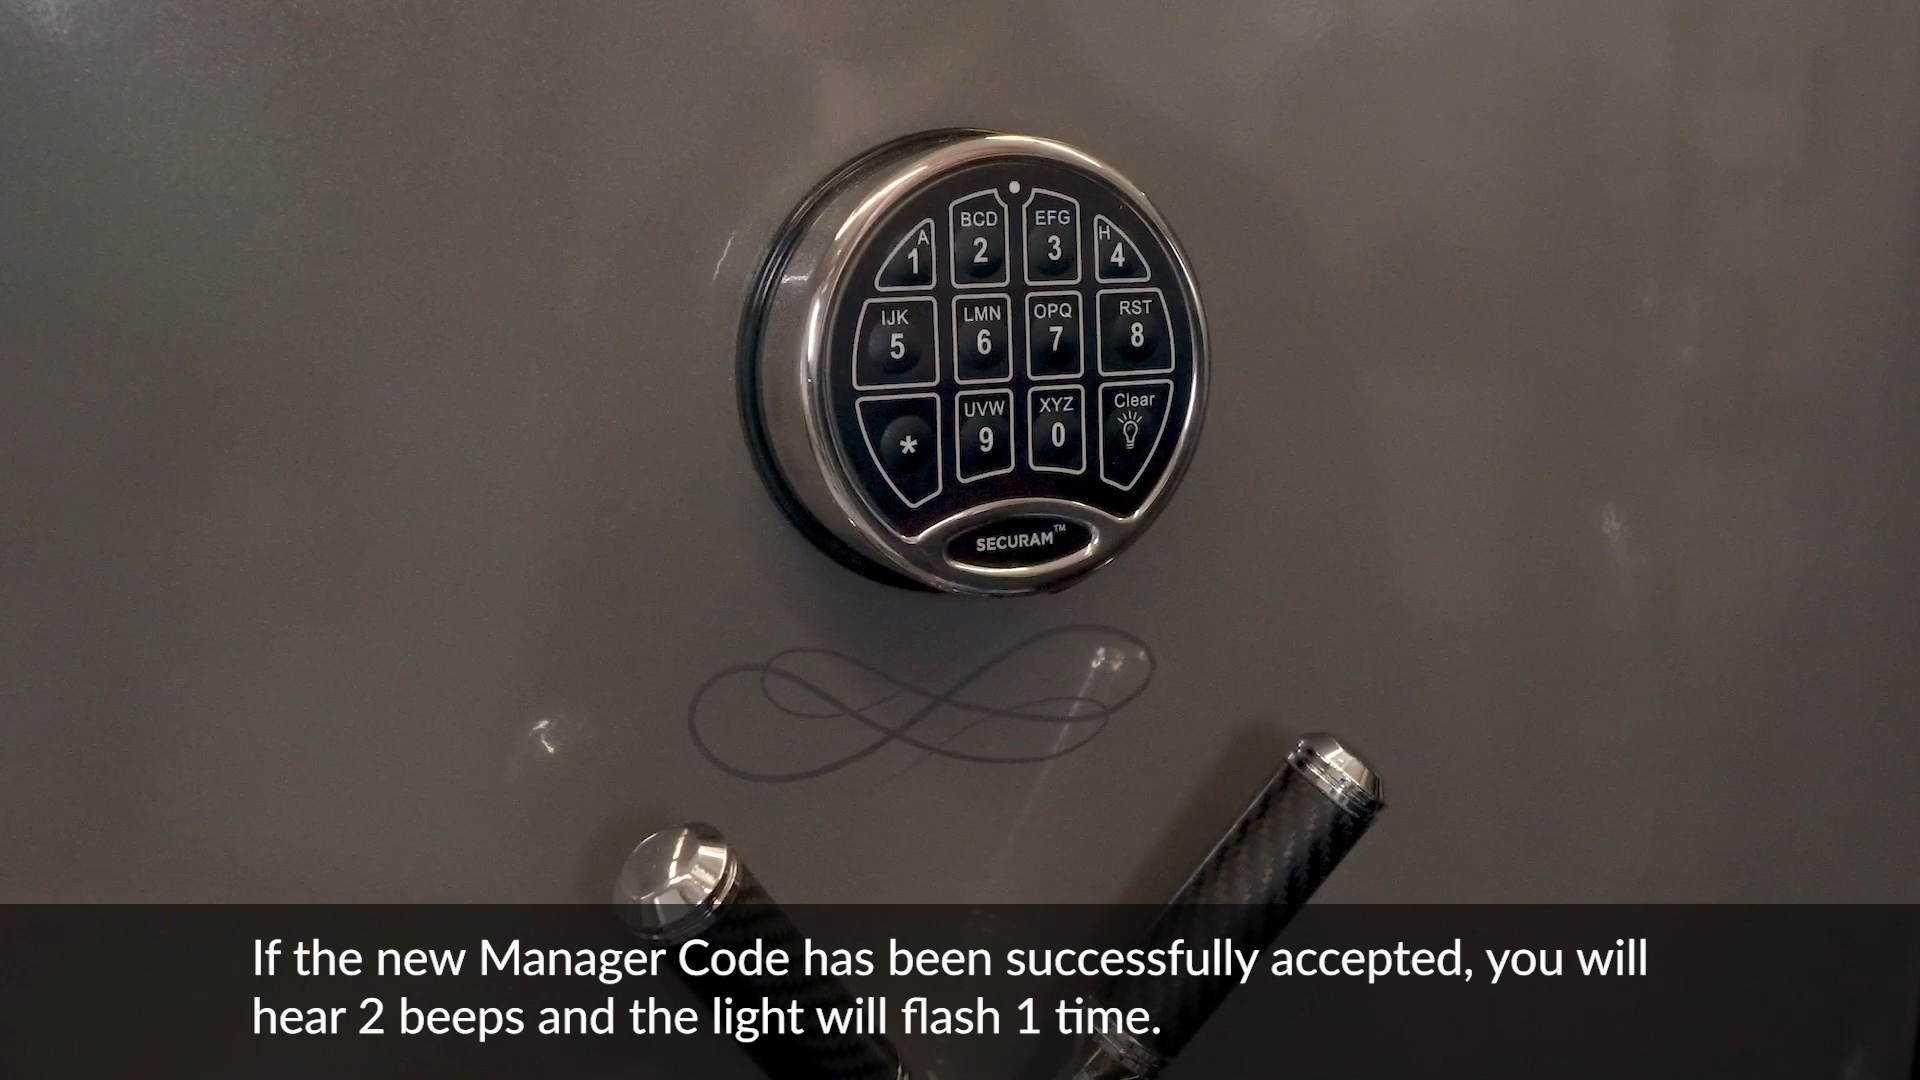 A
1
BCD
2
EFG
3
H
4
IJK
5
LMN
6
OPQ
7
RST
8
*
UVW
9
XYZ
0
Clear
SECURAM™
If the new Manager Code has been successfully accepted, you will
hear 2 beeps and the light will flash 1 time.